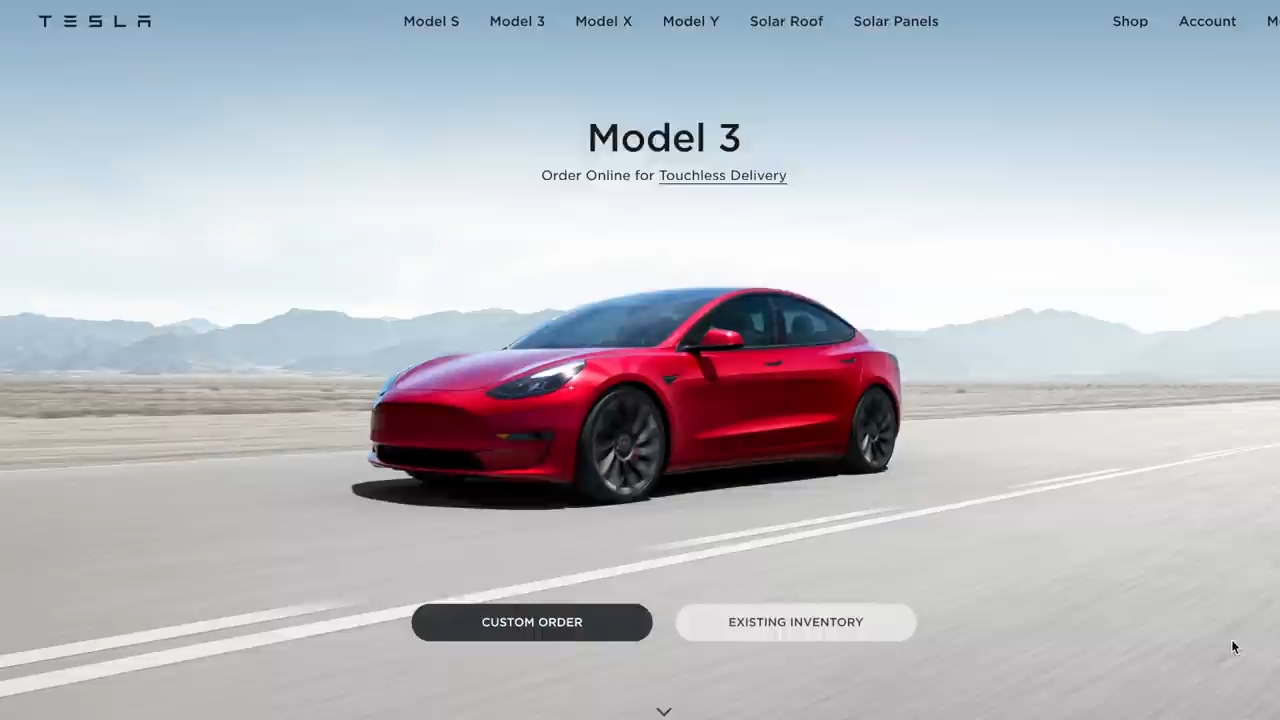 TESLA
Model S Model 3 Model X Model Y Solar Roof Solar Panels
Shop Account
Model 3
Order Online for Touchless Delivery
CUSTOM ORDER
EXISTING INVENTORY